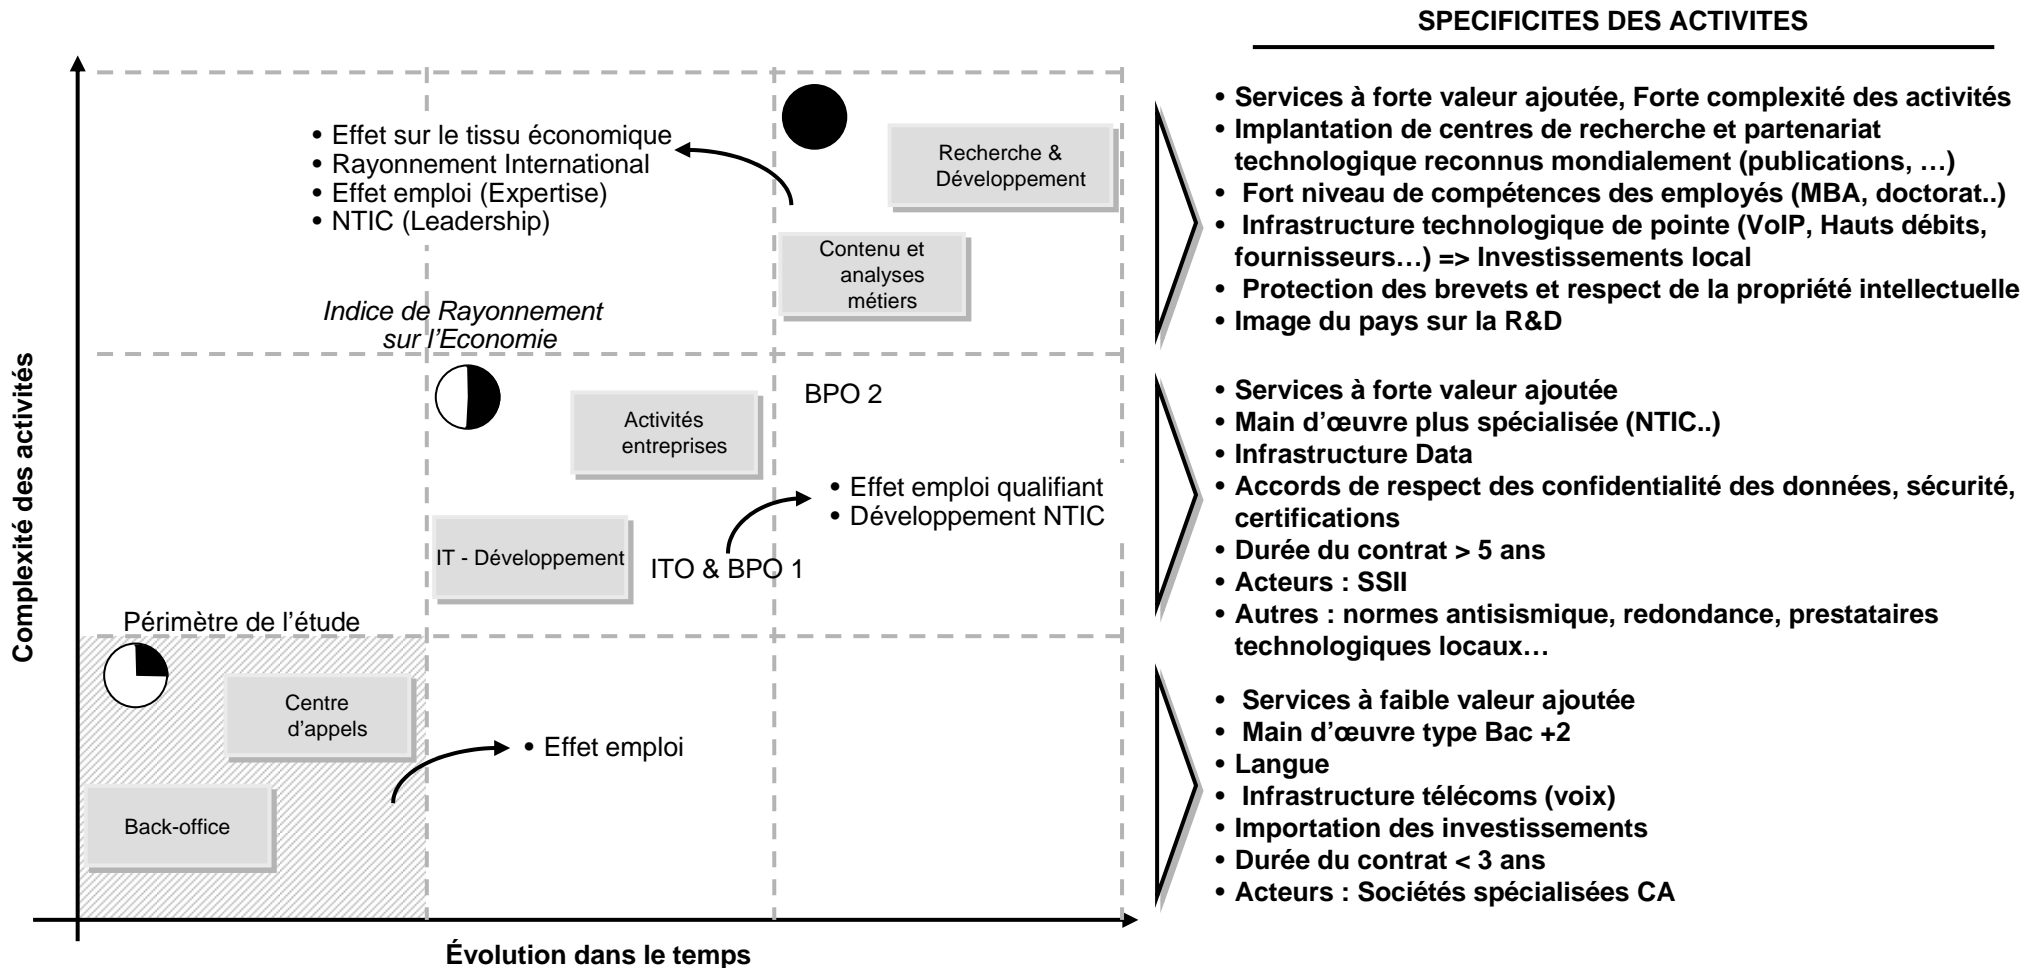 SPECIFICITES DES ACTIVITES
• Effet sur le tissu économique
• Rayonnement International
• Effet emploi (Expertise)
• NTIC (Leadership)
Recherche &
Développement
Contenu et
analyses
métiers
Indice de Rayonnement
sur l'Economie
Complexité des activités
Activités
entreprises
BPO 2
• Effet emploi qualifiant
• Développement NTIC
IT - Développement
ITO & BPO 1
Périmètre de l'étude
Centre
d'appels
• Effet emploi
Back-office
Évolution dans le temps
• Services à forte valeur ajoutée, Forte complexité des activités
• Implantation de centres de recherche et partenariat
technologique reconnus mondialement (publications, …)
• Fort niveau de compétences des employés (MBA, doctorat..)
• Infrastructure technologique de pointe (VoIP, Hauts débits,
fournisseurs…) => Investissements local
• Protection des brevets et respect de la propriété intellectuelle
• Image du pays sur la R&D
• Services à forte valeur ajoutée
• Main d'œuvre plus spécialisée (NTIC..)
• Infrastructure Data
• Accords de respect des confidentialité des données, sécurité,
certifications
• Durée du contrat > 5 ans
• Acteurs : SSII
• Autres : normes antisismique, redondance, prestataires
technologiques locaux…
• Services à faible valeur ajoutée
• Main d'œuvre type Bac +2
• Langue
• Infrastructure télécoms (voix)
• Importation des investissements
• Durée du contrat < 3 ans
• Acteurs : Sociétés spécialisées CA